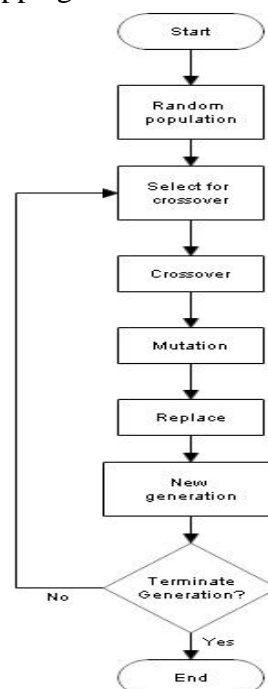 Start
Random
population
Select for
crossover
Crossover
Mutation
Replace
New
generation
Terminate
Generation?
No
Yes
End